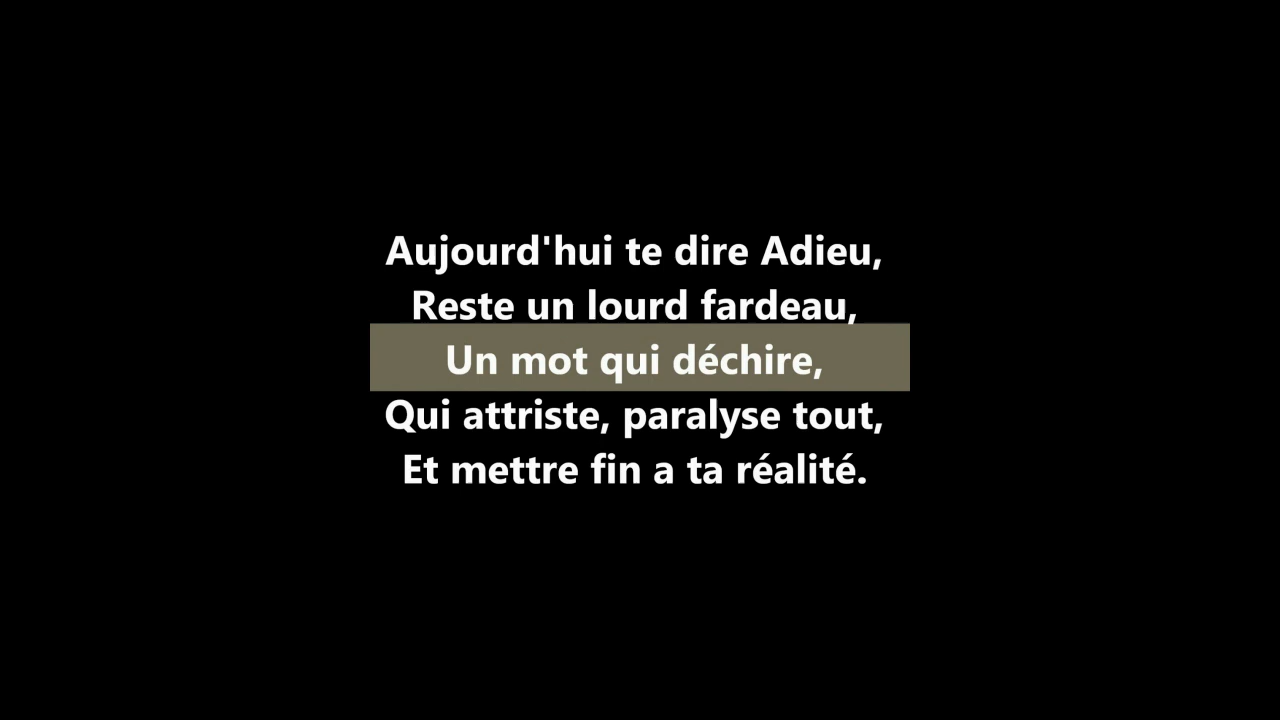 Aujourd'hui te dire Adieu,
Reste un lourd fardeau,
Un mot qui déchire,
Qui attriste, paralyse tout,
Et mettre fin a ta réalité.